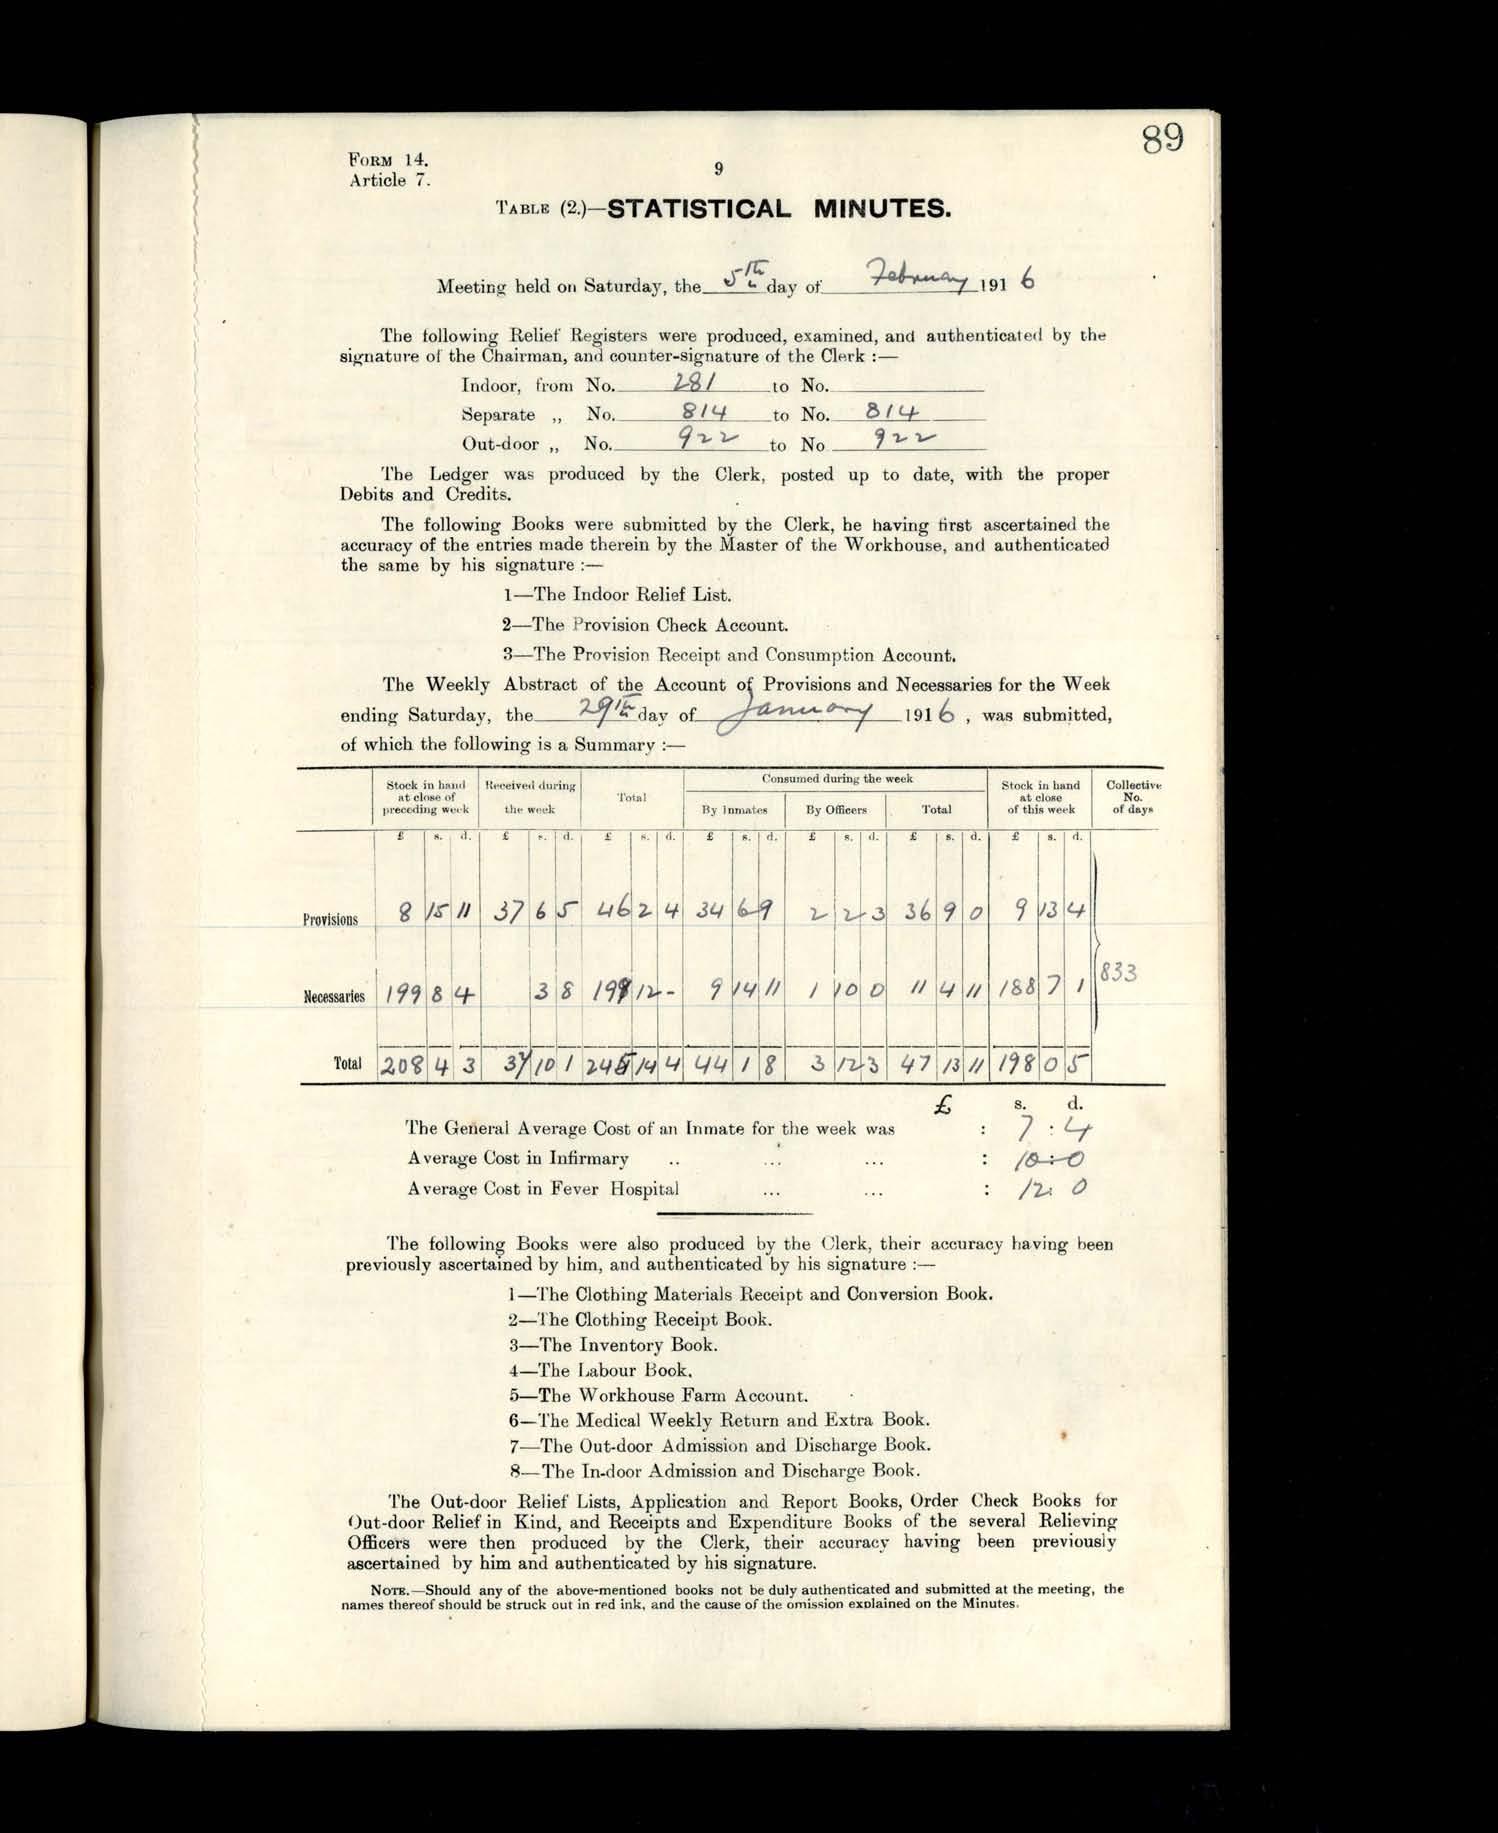 89
FORM 14.
9
Article 7.
TABLE (2.)—STATISTICAL MINUTES.
Meeting held on Saturday, the 5th day of February 1916
The following Relief Registers were produced, examined, and authenticated by the
signature of the Chairman, and counter-signature of the Clerk :—
Indoor, from No. 281 to No.
Separate „ No. 814 to No. 814
Out-door „ No. 922 to No 922
The Ledger was produced by the Clerk, posted up to date, with the proper
Debits and Credits.
The following Books were submitted by the Clerk, he having first ascertained the
accuracy of the entries made therein by the Master of the Workhouse, and authenticated
the same by his signature :—
1—The Indoor Relief List.
2—The Provision Check Account.
3—The Provision Receipt and Consumption Account.
The Weekly Abstract of the Account of Provisions and Necessaries for the Week
ending Saturday, the 29th day of January 1916 , was submitted,
of which the following is a Summary :—
Stock in hand at close of preceding week | Received during the week | Total | Consumed during the week | Stock in hand at close of this week | Collective No. of days
By Inmates | By Officers | Total
£ s. d. £ s. d. £ s. d. £ s. d. £ s. d. £ s. d. £ s. d.
Provisions 8 15 11 37 6 5 46 2 4 34 6 9 2 2 3 36 9 0 9 13 4
833
Necessaries 199 8 4 3 8 199 12 - 9 14 11 1 10 0 11 4 11 188 7 1
Total 208 4 3 37 10 1 245 14 4 44 1 8 3 12 3 47 13 11 198 0 5
£ s. d.
The General Average Cost of an Inmate for the week was : 7 : 4
Average Cost in Infirmary .. ... ... : 10 : 0
Average Cost in Fever Hospital ... ... : 12 : 0
The following Books were also produced by the Clerk, their accuracy having been
previously ascertained by him, and authenticated by his signature :—
1—The Clothing Materials Receipt and Conversion Book.
2—The Clothing Receipt Book.
3—The Inventory Book.
4—The Labour Book.
5—The Workhouse Farm Account.
6—The Medical Weekly Return and Extra Book.
7—The Out-door Admission and Discharge Book.
8—The In-door Admission and Discharge Book.
The Out-door Relief Lists, Application and Report Books, Order Check Books for
Out-door Relief in Kind, and Receipts and Expenditure Books of the several Relieving
Officers were then produced by the Clerk, their accuracy having been previously
ascertained by him and authenticated by his signature.
NOTE.—Should any of the above-mentioned books not be duly authenticated and submitted at the meeting, the
names thereof should be struck out in red ink, and the cause of the omission explained on the Minutes.